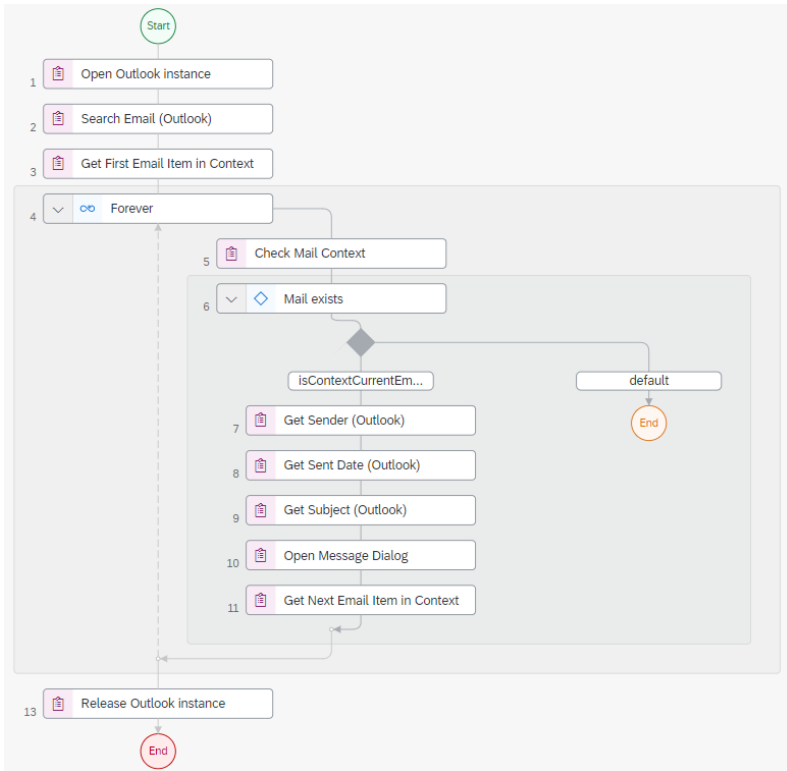 Start
1 Open Outlook instance
2 Search Email (Outlook)
3 Get First Email Item in Context
4 Forever
5 Check Mail Context
6 Mail exists
isContextCurrentEm... default
7 Get Sender (Outlook) End
8 Get Sent Date (Outlook)
9 Get Subject (Outlook)
10 Open Message Dialog
11 Get Next Email Item in Context
13 Release Outlook instance
End